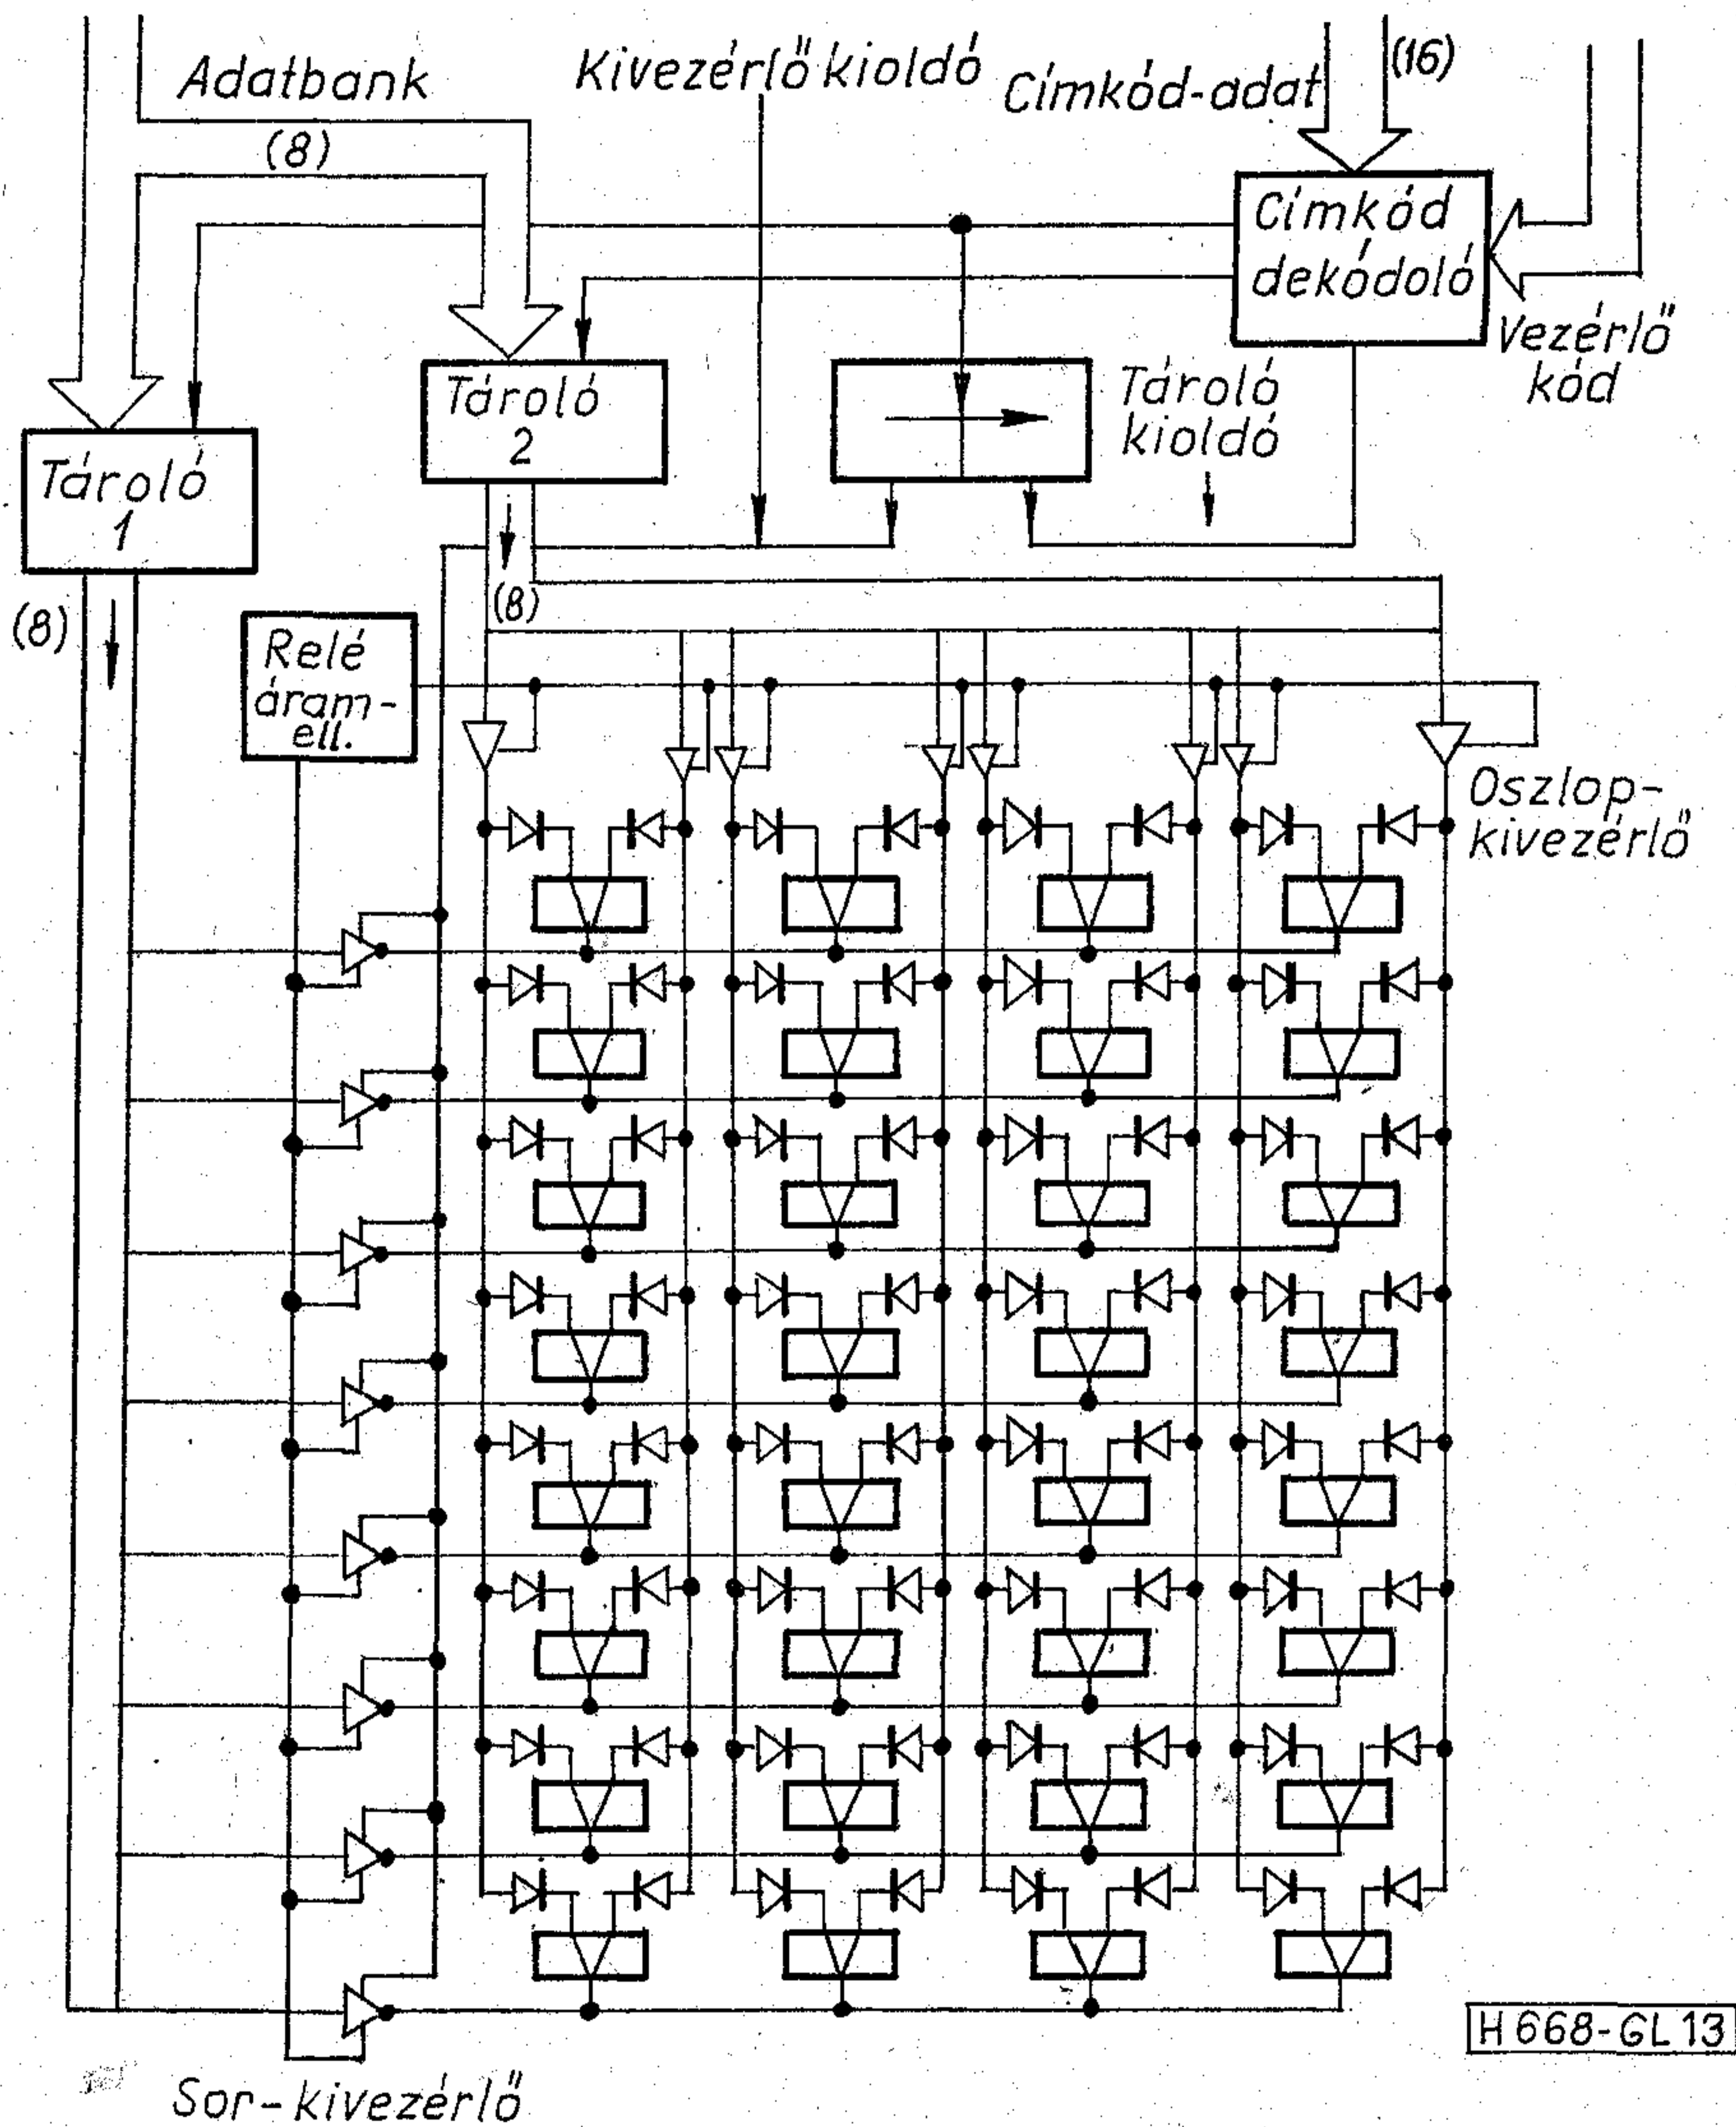 Adatbank
(8)
Kivezérlő kioldó
Címkód-adat
(16)
Címkód
dekódoló
Vezérlő
kód
Tároló
2
Tároló
kioldó
Tároló
1
(8)
(8)
Relé
áram-
ell.
Oszlop-
kivezérlő
Sor-kivezérlő
H 668-GL 13